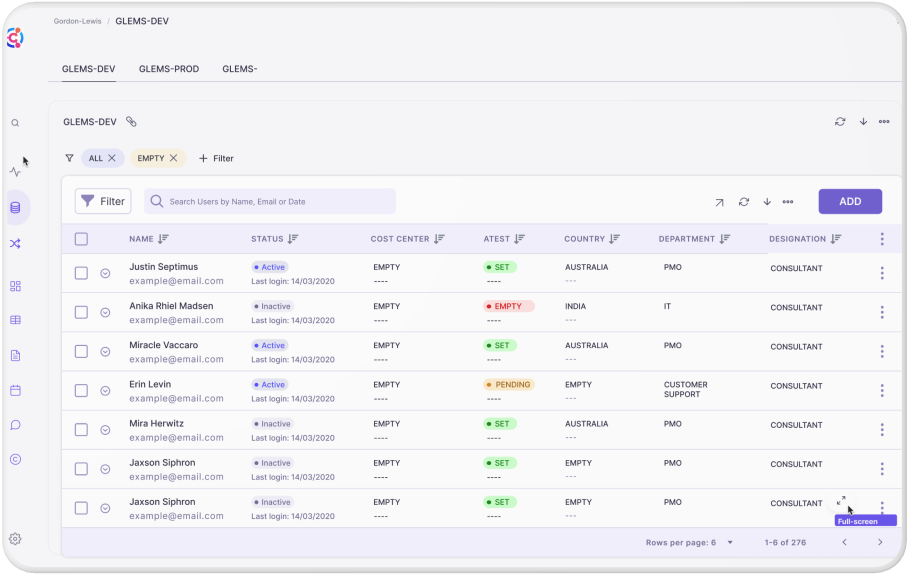 Gordon-Lewis / GLEMS-DEV
GLEMS-DEV GLEMS-PROD GLEMS-
GLEMS-DEV
ALL EMPTY + Filter
Filter Search Users by Name, Email or Date ADD
NAME STATUS COST CENTER ATEST COUNTRY DEPARTMENT DESIGNATION
Justin Septimus Active EMPTY SET AUSTRALIA PMO CONSULTANT
example@email.com Last login: 14/03/2020 ---- ---- ---
Anika Rhiel Madsen Inactive EMPTY EMPTY INDIA IT CONSULTANT
example@email.com Last login: 14/03/2020 ---- ---- ---
Miracle Vaccaro Active EMPTY SET AUSTRALIA PMO CONSULTANT
example@email.com Last login: 14/03/2020 ---- ---- ---
Erin Levin Active EMPTY PENDING EMPTY CUSTOMER SUPPORT CONSULTANT
example@email.com Last login: 14/03/2020 ---- ---- ---
Mira Herwitz Inactive EMPTY SET AUSTRALIA PMO CONSULTANT
example@email.com Last login: 14/03/2020 ---- ---- ---
Jaxson Siphron Inactive EMPTY SET EMPTY PMO CONSULTANT
example@email.com Last login: 14/03/2020 ---- ---- ---
Jaxson Siphron Inactive EMPTY SET EMPTY PMO CONSULTANT
example@email.com Last login: 14/03/2020 ---- ---- ---
Full-screen
Rows per page: 6 1-6 of 276